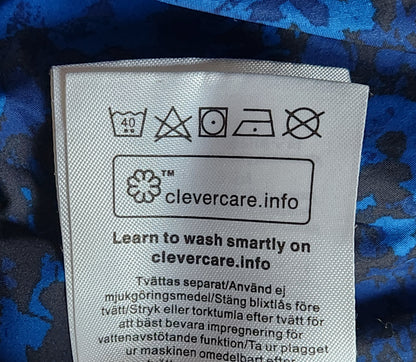 40
TM
clevercare.info
Learn to wash smartly on
clevercare.info
Tvättas separat/Använd ej
mjukgöringsmedel/Stäng blixtlås före
tvätt/Stryk eller torktumla efter tvätt för
att bäst bevara impregnering för
vattenavstötande funktion/Ta ur plagget
ur maskinen omedelbart efter